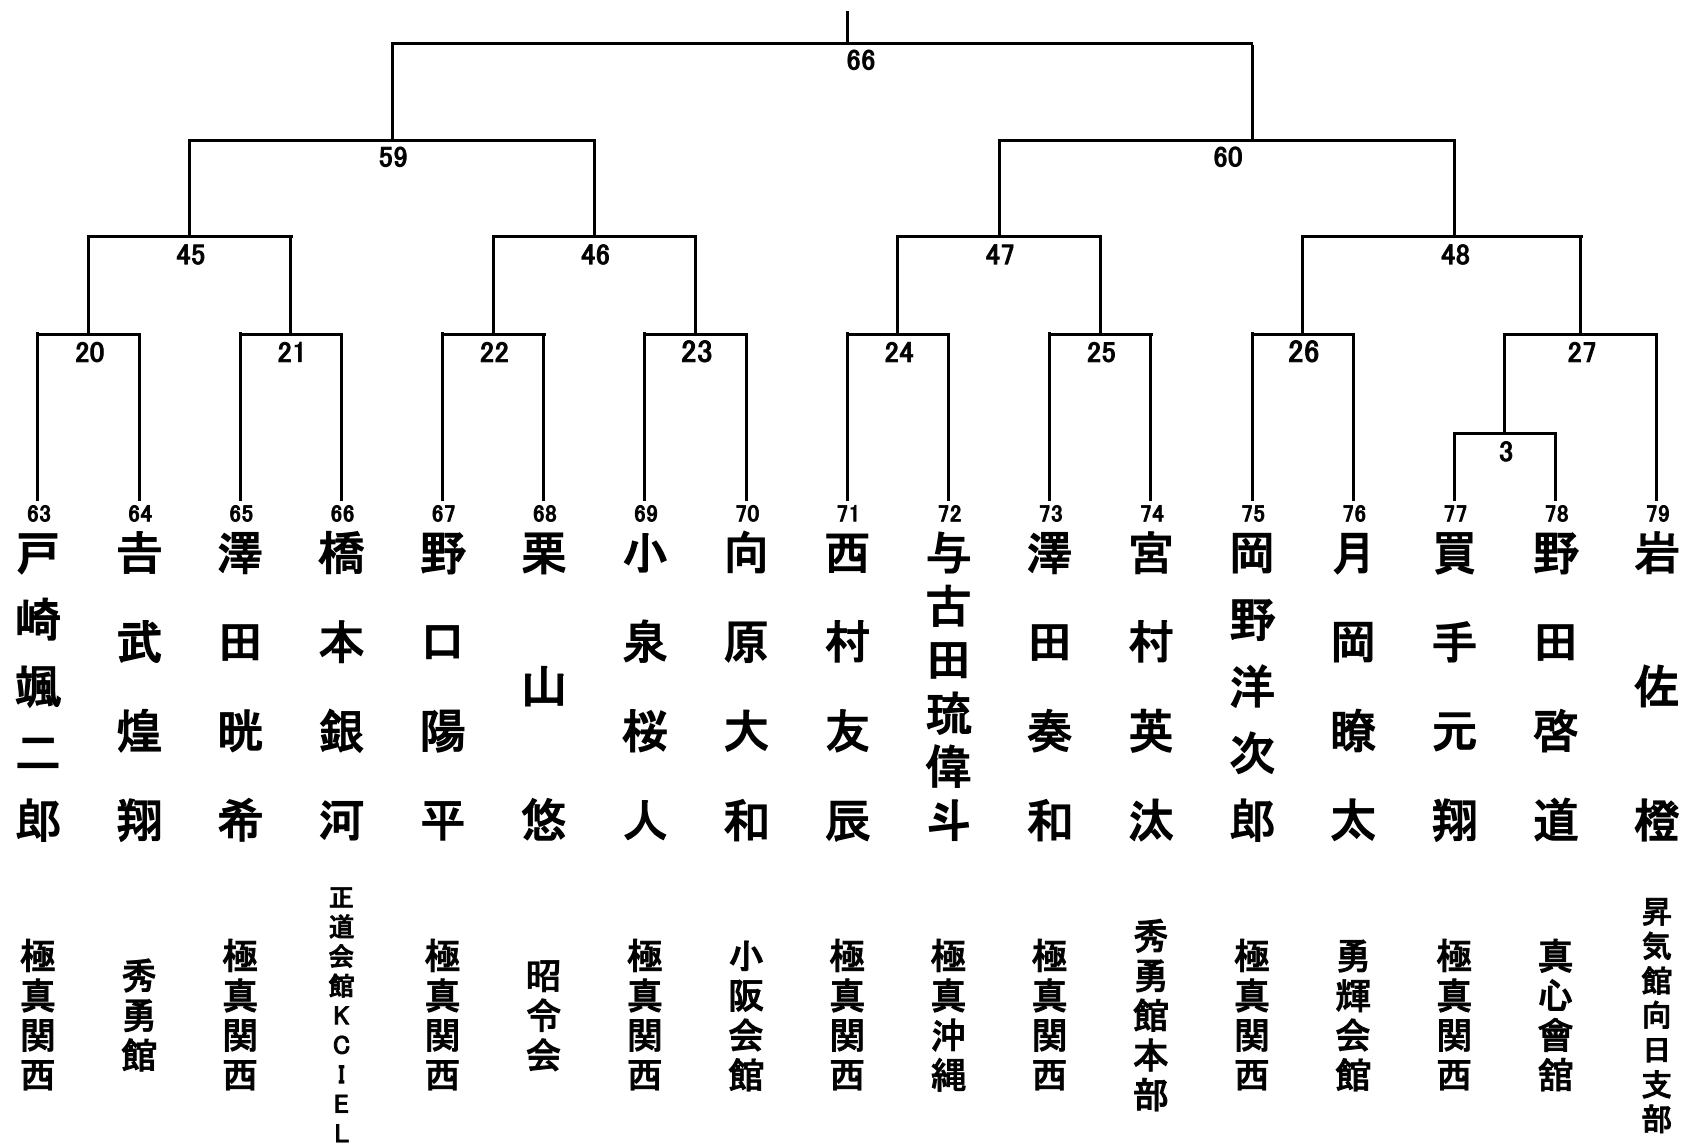 66
59
60
45
46
47
48
20
21
22
23
24
25
26
27
3
63
64
65
66
67
68
69
70
71
72
73
74
75
76
77
78
79
戸崎颯二郎
吉武煌翔
澤田晄希
橋本銀河
野口陽平
栗山悠
小泉桜人
向原大和
西村友辰
与古田琉偉斗
澤田奏和
宮村英汰
岡野洋次郎
月岡瞭太
買手元翔
野田啓道
岩佐橙
極真関西
秀勇館
極真関西
正道会館KCIEL
極真関西
昭令会
極真関西
小阪会館
極真関西
極真沖縄
極真関西
秀勇館本部
極真関西
勇輝会館
極真関西
真心會舘
昇気館向日支部